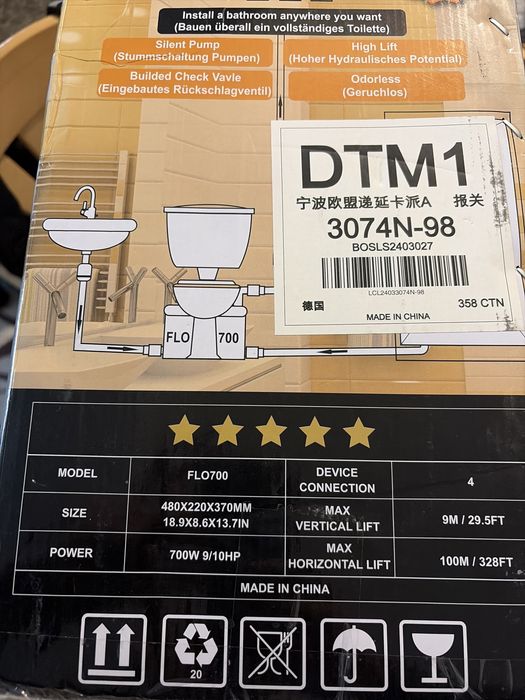 Install a bathroom anywhere you want
(Bauen überall ein vollständiges Toilette)
Silent Pump
(Stummschaltung Pumpen)
High Lift
(Hoher Hydraulisches Potential)
Builded Check Vavle
(Eingebautes Rückschlagventil)
Odorless
(Geruchlos)
DTM1
宁波欧盟递延卡派A 报关
3074N-98
BOSLS2403027
LCL24033074N-98
德国 358 CTN
MADE IN CHINA
FLO 700
MODEL FLO700 DEVICE CONNECTION 4
SIZE 480X220X370MM 18.9X8.6X13.7IN MAX VERTICAL LIFT 9M / 29.5FT
POWER 700W 9/10HP MAX HORIZONTAL LIFT 100M / 328FT
MADE IN CHINA
20